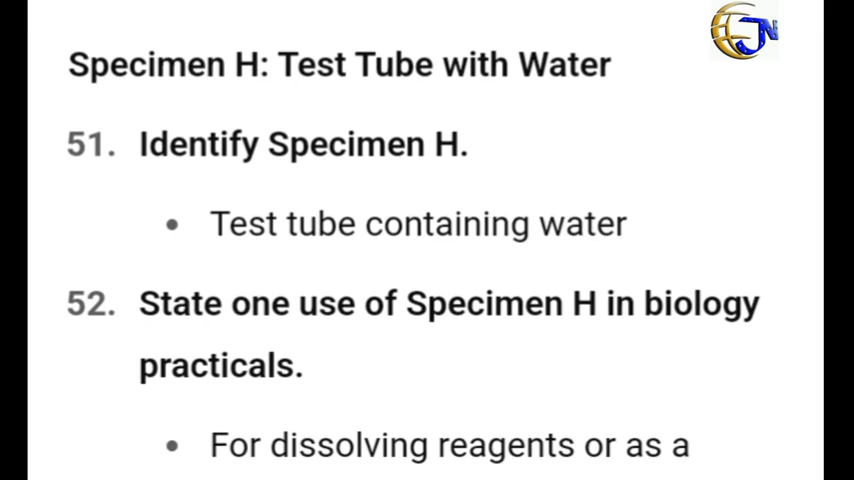 JN
Specimen H: Test Tube with Water
51. Identify Specimen H.
• Test tube containing water
52. State one use of Specimen H in biology
practicals.
• For dissolving reagents or as a